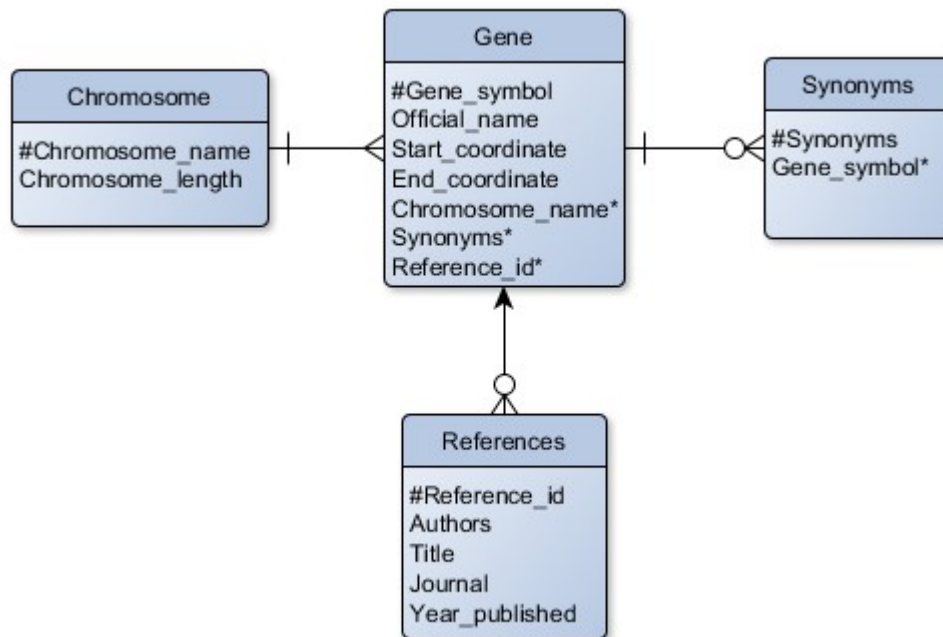 Chromosome
#Chromosome_name
Chromosome_length
Gene
#Gene_symbol
Official_name
Start_coordinate
End_coordinate
Chromosome_name*
Synonyms*
Reference_id*
Synonyms
#Synonyms
Gene_symbol*
References
#Reference_id
Authors
Title
Journal
Year_published